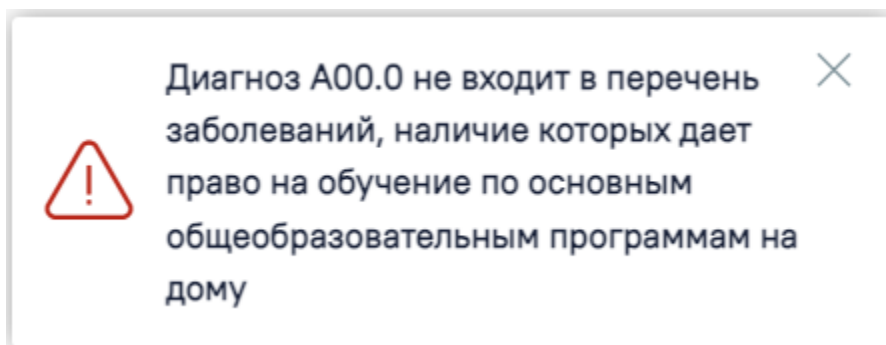 Диагноз A00.0 не входит в перечень
заболеваний, наличие которых дает
право на обучение по основным
общеобразовательным программам на
дому